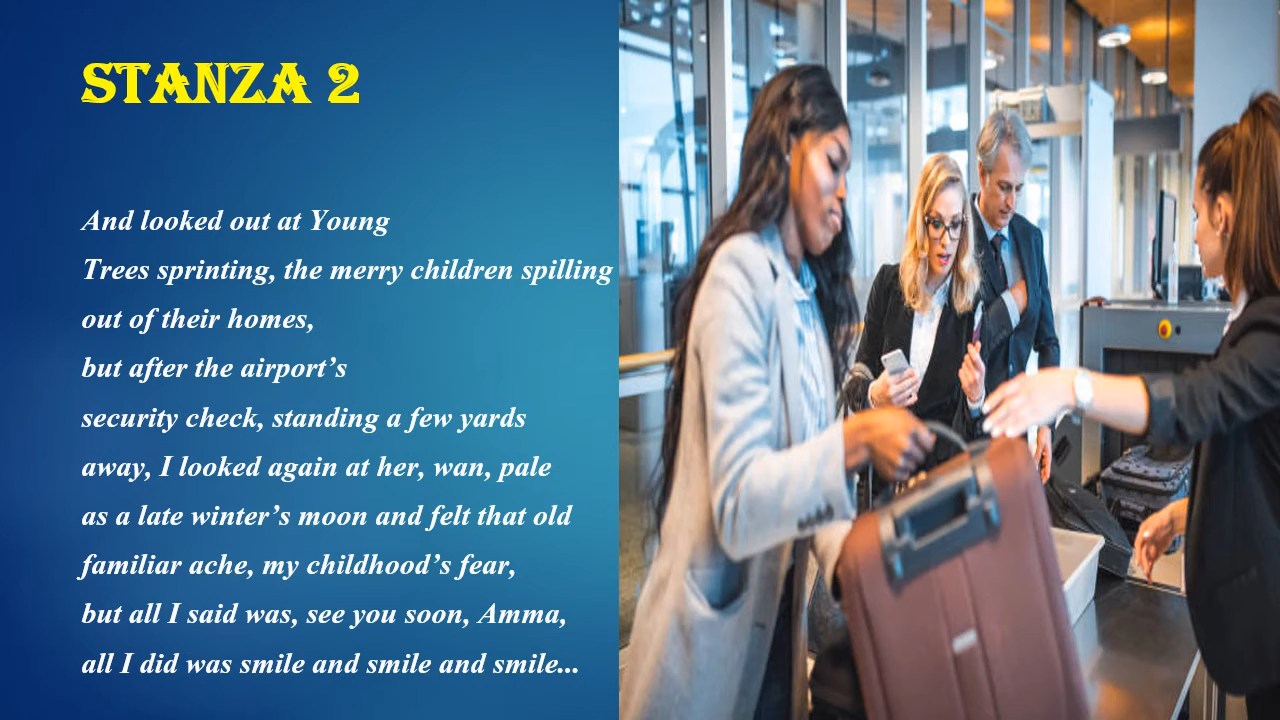 STANZA 2
And looked out at Young
Trees sprinting, the merry children spilling
out of their homes,
but after the airport’s
security check, standing a few yards
away, I looked again at her, wan, pale
as a late winter’s moon and felt that old
familiar ache, my childhood’s fear,
but all I said was, see you soon, Amma,
all I did was smile and smile and smile...